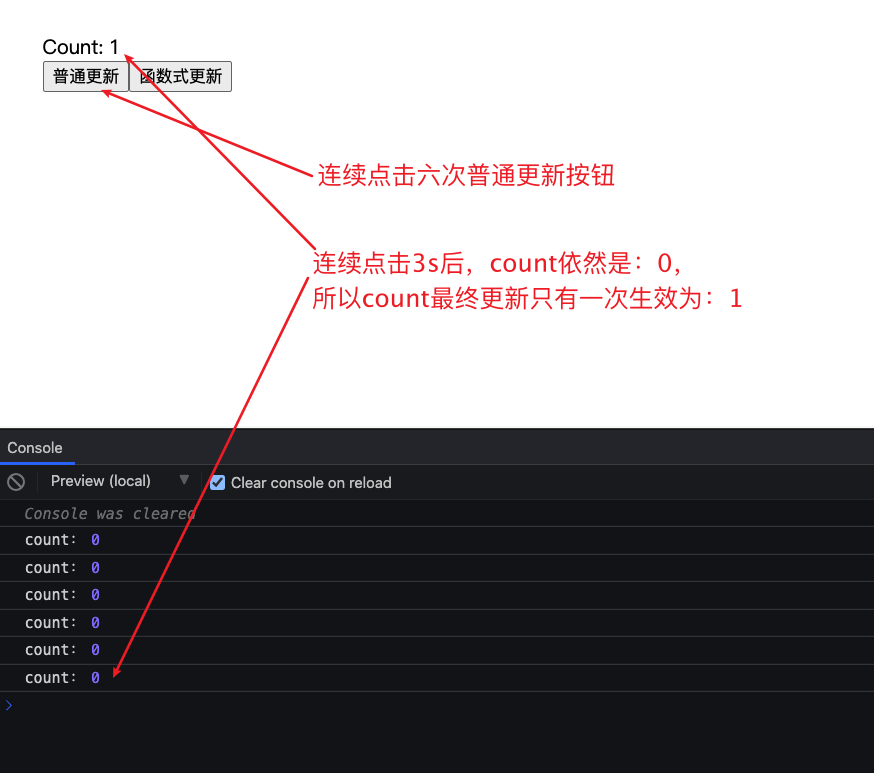 Count: 1
普通更新 函数式更新
连续点击六次普通更新按钮
连续点击3s后，count依然是：0，
所以count最终更新只有一次生效为：1
Console
Preview (local) Clear console on reload
Console was cleared
count: 0
count: 0
count: 0
count: 0
count: 0
count: 0